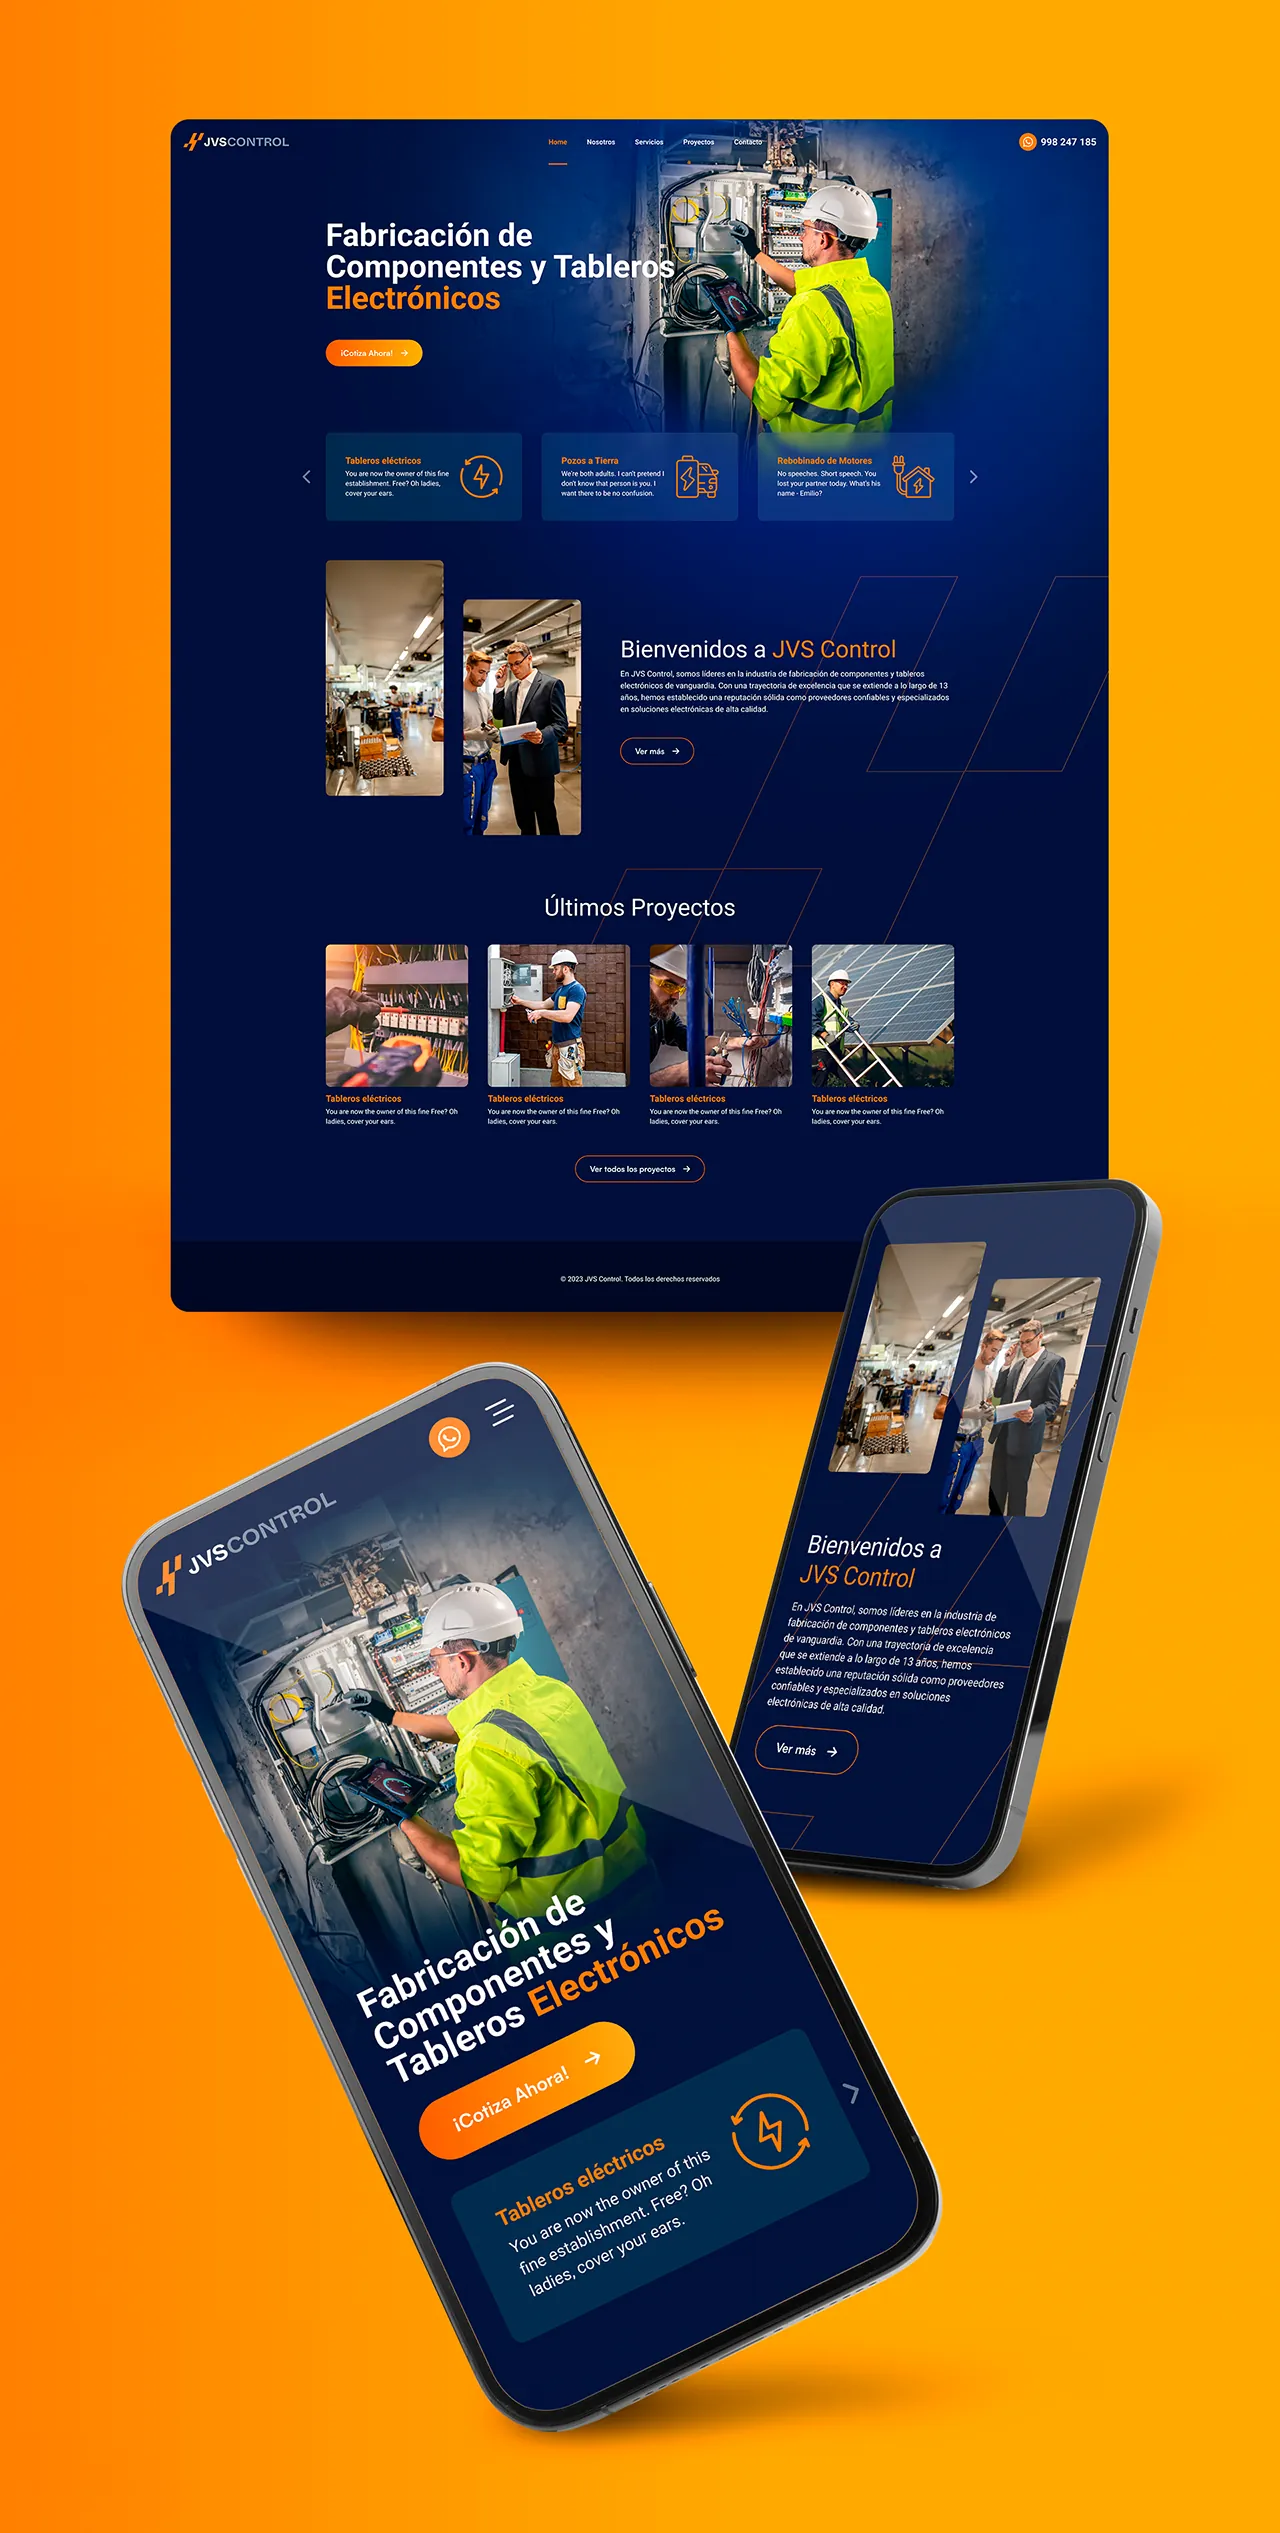 JVSCONTROL
Home
Nosotros
Servicios
Proyectos
Contacto
998 247 185
Fabricación de
Componentes y Tableros
Electrónicos
¡Cotiza Ahora!
Tableros eléctricos
You are now the owner of this fine
establishment. Free? Oh ladies,
cover your ears.
Pozos a Tierra
We're both adults. I can't pretend I
don't know that person is you. I
want there to be no confusion.
Rebobinado de Motores
No speeches. Short speech. You
lost your partner today. What's his
name - Emilio?
Bienvenidos a JVS Control
En JVS Control, somos líderes en la industria de fabricación de componentes y tableros
electrónicos de vanguardia. Con una trayectoria de excelencia que se extiende a lo largo de 13
años, hemos establecido una reputación sólida como proveedores confiables y especializados
en soluciones electrónicas de alta calidad.
Ver más
Últimos Proyectos
Tableros eléctricos
You are now the owner of this fine Free? Oh
ladies, cover your ears.
Tableros eléctricos
You are now the owner of this fine Free? Oh
ladies, cover your ears.
Tableros eléctricos
You are now the owner of this fine Free? Oh
ladies, cover your ears.
Tableros eléctricos
You are now the owner of this fine Free? Oh
ladies, cover your ears.
Ver todos los proyectos
© 2023 JVS Control. Todos los derechos reservados
Bienvenidos a
JVS Control
En JVS Control, somos líderes en la industria de
fabricación de componentes y tableros electrónicos
de vanguardia. Con una trayectoria de excelencia
que se extiende a lo largo de 13 años, hemos
establecido una reputación sólida como proveedores
confiables y especializados en soluciones
electrónicas de alta calidad.
Ver más
JVSCONTROL
Fabricación de
Componentes y
Tableros Electrónicos
¡Cotiza Ahora!
Tableros eléctricos
You are now the owner of this
fine establishment. Free? Oh
ladies, cover your ears.